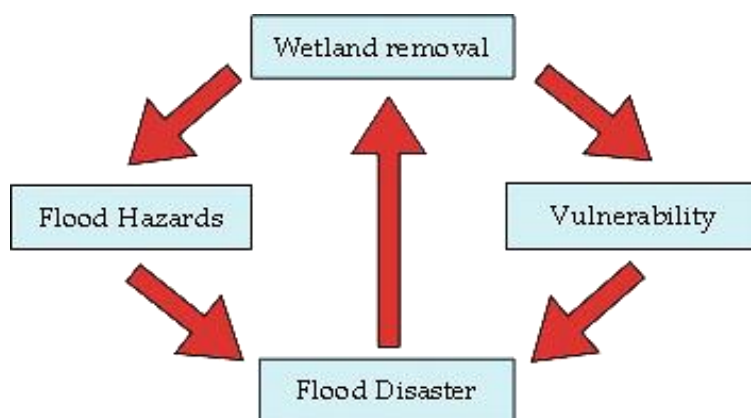 Wetland removal
Flood Hazards
Vulnerability
Flood Disaster